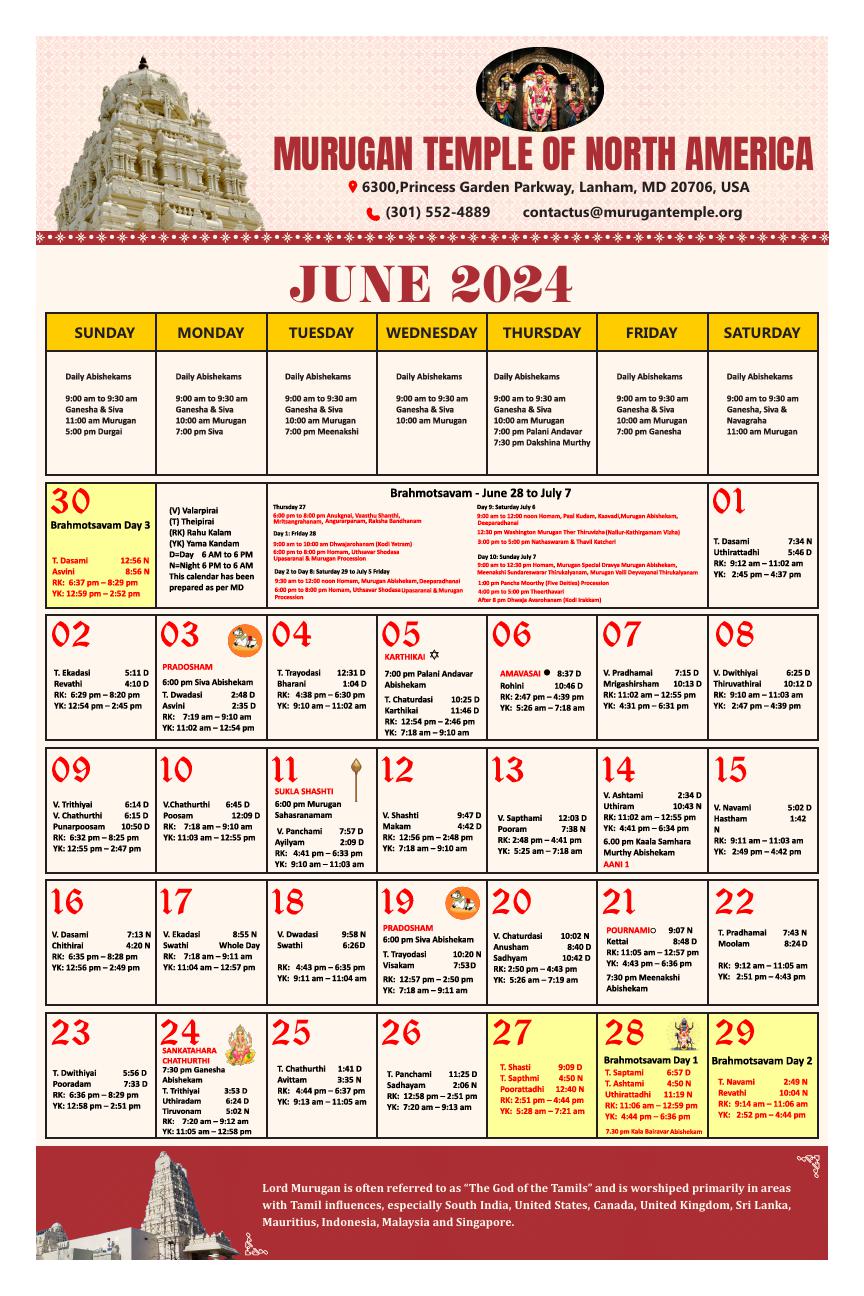 MURUGAN TEMPLE OF NORTH AMERICA
6300,Princess Garden Parkway, Lanham, MD 20706, USA
(301) 552-4889 contactus@murugantemple.org
JUNE 2024
SUNDAY MONDAY TUESDAY WEDNESDAY THURSDAY FRIDAY SATURDAY
Daily Abishekams
9:00 am to 9:30 am
Ganesha & Siva
11:00 am Murugan
5:00 pm Durgai
Daily Abishekams
9:00 am to 9:30 am
Ganesha & Siva
10:00 am Murugan
7:00 pm Siva
Daily Abishekams
9:00 am to 9:30 am
Ganesha & Siva
10:00 am Murugan
7:00 pm Meenakshi
Daily Abishekams
9:00 am to 9:30 am
Ganesha & Siva
10:00 am Murugan
Daily Abishekams
9:00 am to 9:30 am
Ganesha & Siva
10:00 am Murugan
7:00 pm Palani Andavar
7:30 pm Dakshina Murthy
Daily Abishekams
9:00 am to 9:30 am
Ganesha & Siva
10:00 am Murugan
7:00 pm Ganesha
Daily Abishekams
9:00 am to 9:30 am
Ganesha, Siva, &
Navagraha
11:00 am Murugan
30
Brahmotsavam Day 3
T. Dasami 12:56 N
Asvini 8:56 N
RK: 6:37 pm – 8:29 pm
YK: 12:59 pm – 2:52 pm
(V) Valarpirai
(T) Theipirai
(RK) Rahu Kalam
(YK) Yama Kandam
D=Day 6 AM to 6 PM
N=Night 6 PM to 6 AM
This calendar has been
prepared as per MD
Brahmotsavam - June 28 to July 7
Thursday 27
6:00 pm to 8:00 pm Anukgnai, Vaasthu Shanthi,
Mritsangrahanam, Angurarpanam, Raksha Bandhanam
Day 1: Friday 28
9:00 am to 10:00 am Dhwajarohanam (Kodi Yetram)
6:00 pm to 8:00 pm Homam, Uthsavar Shodasa
Upasaranai & Murugan Procession
Day 2 to Day 8: Saturday 29 to July 5 Friday
9:30 am to 12:00 noon Homam, Murugan Abishekam,Deeparadhanai
6:00 pm to 8:00 pm Homam, Uthsavar Shodasa Upasaranai & Murugan
Procession
Day 9: Saturday July 6
9:00 am to 12:00 noon Homam, Paal Kudam, Kaavadi,Murugan Abishekam,
Deeparadhanai
12:30 pm Washington Murugan Ther Thiruvizha(Nallur-Kathirgamam Vizha)
3:00 pm to 5:00 pm Nathaswaram & Thavil Katcheri
Day 10: Sunday July 7
9:00 am to 12:30 pm Homam, Murugan Special Dravya Murugan Abishekam,
Meenakshi Sundareswarar Thirukalyanam, Murugan Valli Deyvayanai Thirukalyanam
1:00 pm Pancha Moorthy (Five Deities) Procession
4:00 pm to 5:00 pm Theerthavari
After 8 pm Dhwaja Avarohanam (Kodi Irakkam)
01
T. Dasami 7:34 N
Uthirattadhi 5:46 D
RK: 9:12 am – 11:02 am
YK: 2:45 pm – 4:37 pm
02
T. Ekadasi 5:11 D
Revathi 4:10 D
RK: 6:29 pm – 8:20 pm
YK: 12:54 pm – 2:45 pm
03
PRADOSHAM
6:00 pm Siva Abishekam
T. Dwadasi 2:48 D
Asvini 2:35 D
RK: 7:19 am – 9:10 am
YK: 11:02 am – 12:54 pm
04
T. Trayodasi 12:31 D
Bharani 1:04 D
RK: 4:38 pm – 6:30 pm
YK: 9:10 am – 11:02 am
05
KARTHIKAI
7:00 pm Palani Andavar
Abishekam
T. Chaturdasi 10:25 D
Karthikai 11:46 D
RK: 12:54 pm – 2:46 pm
YK: 7:18 am – 9:10 am
06
AMAVASAI ● 8:37 D
Rohini 10:46 D
RK: 2:47 pm – 4:39 pm
YK: 5:26 am – 7:18 am
07
V. Pradhamai 7:15 D
Mrigashirsham 10:13 D
RK: 11:02 am – 12:55 pm
YK: 4:31 pm – 6:31 pm
08
V. Dwithiyai 6:25 D
Thiruvathirai 10:12 D
RK: 9:10 am – 11:03 am
YK: 2:47 pm – 4:39 pm
09
V. Trithiyai 6:14 D
V. Chathurthi 6:15 D
Punarpoosam 10:50 D
RK: 6:32 pm – 8:25 pm
YK: 12:55 pm – 2:47 pm
10
V.Chathurthi 6:45 D
Poosam 12:09 D
RK: 7:18 am – 9:10 am
YK: 11:03 am – 12:55 pm
11
SUKLA SHASHTI
6:00 pm Murugan
Sahasranamam
V. Panchami 7:57 D
Ayilyam 2:09 D
RK: 4:41 pm – 6:33 pm
YK: 9:10 am – 11:03 am
12
V. Shashti 9:47 D
Makam 4:42 D
RK: 12:56 pm – 2:48 pm
YK: 7:18 am – 9:10 am
13
V. Sapthami 12:03 D
Pooram 7:38 N
RK: 2:48 pm – 4:41 pm
YK: 5:25 am – 7:18 am
14
V. Ashtami 2:34 D
Uthiram 10:43 N
RK: 11:02 am – 12:55 pm
YK: 4:41 pm – 6:34 pm
6.00 pm Kaala Samhara
Murthy Abishekam
AANI 1
15
V. Navami 5:02 D
Hastham 1:42
N
RK: 9:11 am – 11:03 am
YK: 2:49 pm – 4:42 pm
16
V. Dasami 7:13 N
Chithirai 4:20 N
RK: 6:35 pm – 8:28 pm
YK: 12:56 pm – 2:49 pm
17
V. Ekadasi 8:55 N
Swathi Whole Day
RK: 7:18 am – 9:11 am
YK: 11:04 am – 12:57 pm
18
V. Dwadasi 9:58 N
Swathi 6:26 D
RK: 4:43 pm – 6:35 pm
YK: 9:11 am – 11:04 am
19
PRADOSHAM
6:00 pm Siva Abishekam
T. Trayodasi 10:20 N
Visakam 7:53 D
RK: 12:57 pm – 2:50 pm
YK: 7:18 am – 9:11 am
20
V. Chaturdasi 10:02 N
Anusham 8:40 D
Sadhyam 10:42 D
RK: 2:50 pm – 4:43 pm
YK: 5:26 am – 7:19 am
21
POURNAMI○ 9:07 N
Kettai 8:48 D
RK: 11:05 am – 12:57 pm
YK: 4:43 pm – 6:36 pm
7:30 pm Meenakshi
Abishekam
22
T. Pradhamai 7:43 N
Moolam 8:24 D
RK: 9:12 am – 11:05 am
YK: 2:51 pm – 4:43 pm
23
T. Dwithiyai 5:56 D
Pooradam 7:33 D
RK: 6:36 pm – 8:29 pm
YK: 12:58 pm – 2:51 pm
24
SANKATAHARA
CHATHURTHI
7:30 pm Ganesha
Abishekam
T. Trithiyai 3:53 D
Uthiradam 6:24 D
Tiruvonam 5:02 N
RK: 7:20 am – 9:12 am
YK: 11:05 am – 12:58 pm
25
T. Chathurthi 1:41 D
Avittam 3:35 N
RK: 4:44 pm – 6:37 pm
YK: 9:13 am – 11:05 am
26
T. Panchami 11:25 D
Sadhayam 2:06 N
RK: 12:58 pm – 2:51 pm
YK: 7:20 am – 9:13 am
27
T. Shasti 9:09 D
T. Sapthmi 4:50 N
Poorattadhi 12:40 N
RK: 2:51 pm – 4:44 pm
YK: 5:28 am – 7:21 am
28
Brahmotsavam Day 1
T. Saptami 6:57 D
T. Ashtami 4:50 N
Uthirattadhi 11:19 N
RK: 11:06 am – 12:59 pm
YK: 4:44 pm – 6:36 pm
7.30 pm Kala Bairavar Abishekam
29
Brahmotsavam Day 2
T. Navami 2:49 N
Revathi 10:04 N
RK: 9:14 am – 11:06 am
YK: 2:52 pm – 4:44 pm
Lord Murugan is often referred to as “The God of the Tamils” and is worshiped primarily in areas
with Tamil influences, especially South India, United States, Canada, United Kingdom, Sri Lanka,
Mauritius, Indonesia, Malaysia and Singapore.